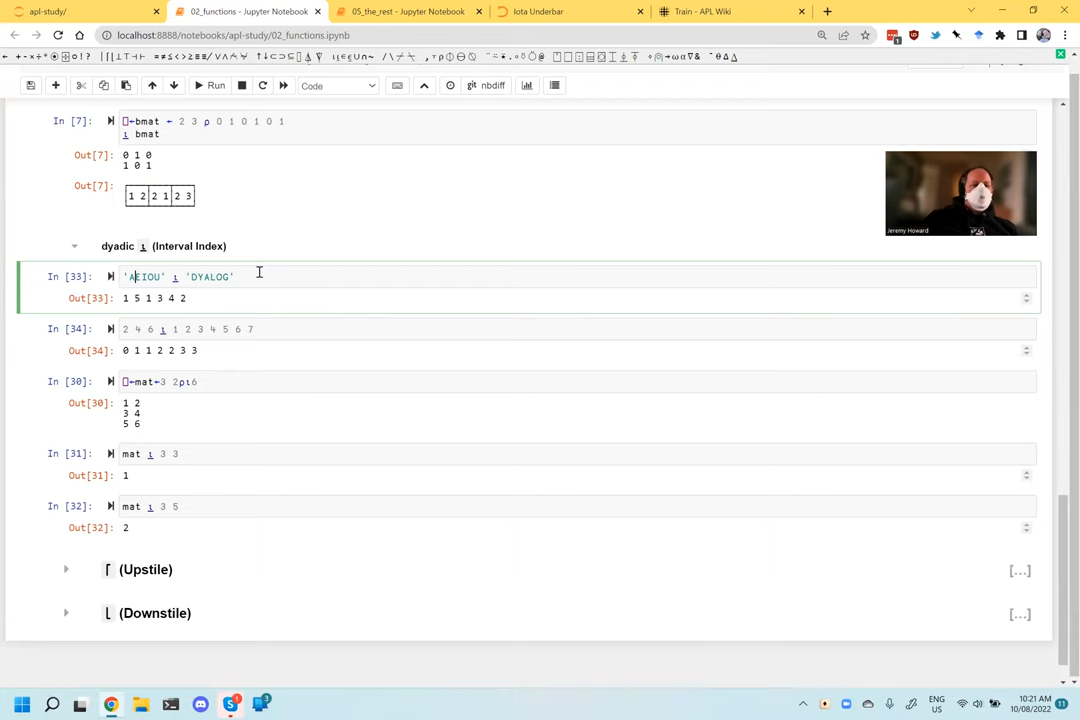 apl-study/
02_functions - Jupyter Notebook
05_the_rest - Jupyter Notebook
Iota Underbar
Train - APL Wiki
localhost:8888/notebooks/apl-study/02_functions.ipynb
Run
Code
nbdiff
In [7]:
⎕←bmat ← 2 3 ⍴ 0 1 0 1 0 1
⍸ bmat
Out[7]:
0 1 0
1 0 1
Out[7]:
1 2 2 1 2 3
dyadic ⍸ (Interval Index)
In [33]:
'AEIOU' ⍸ 'DYALOG'
Out[33]:
1 5 1 3 4 2
In [34]:
2 4 6 ⍸ 1 2 3 4 5 6 7
Out[34]:
0 1 1 2 2 3 3
In [30]:
⎕←mat←3 2⍴⍳6
Out[30]:
1 2
3 4
5 6
In [31]:
mat ⍸ 3 3
Out[31]:
1
In [32]:
mat ⍸ 3 5
Out[32]:
2
⌈ (Upstile)
[...]
⌊ (Downstile)
[...]
Jeremy Howard
ENG
US
10:21 AM
10/08/2022